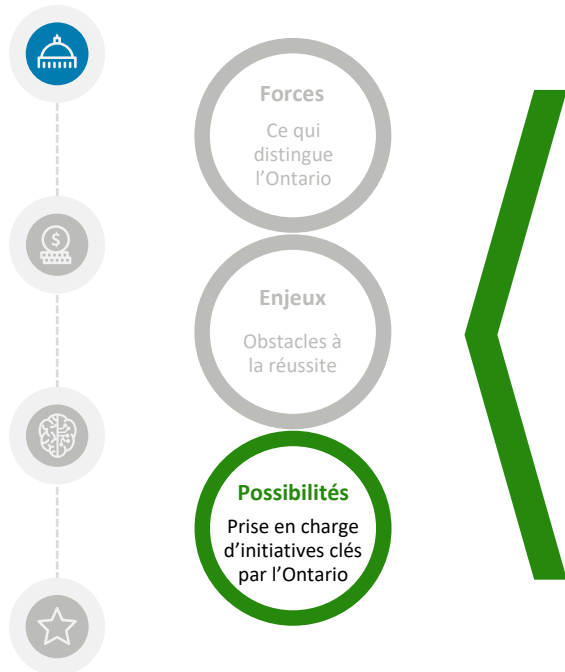 Forces
Ce qui
distingue
l’Ontario
Enjeux
Obstacles à
la réussite
Possibilités
Prise en charge
d’initiatives clés
par l’Ontario
$